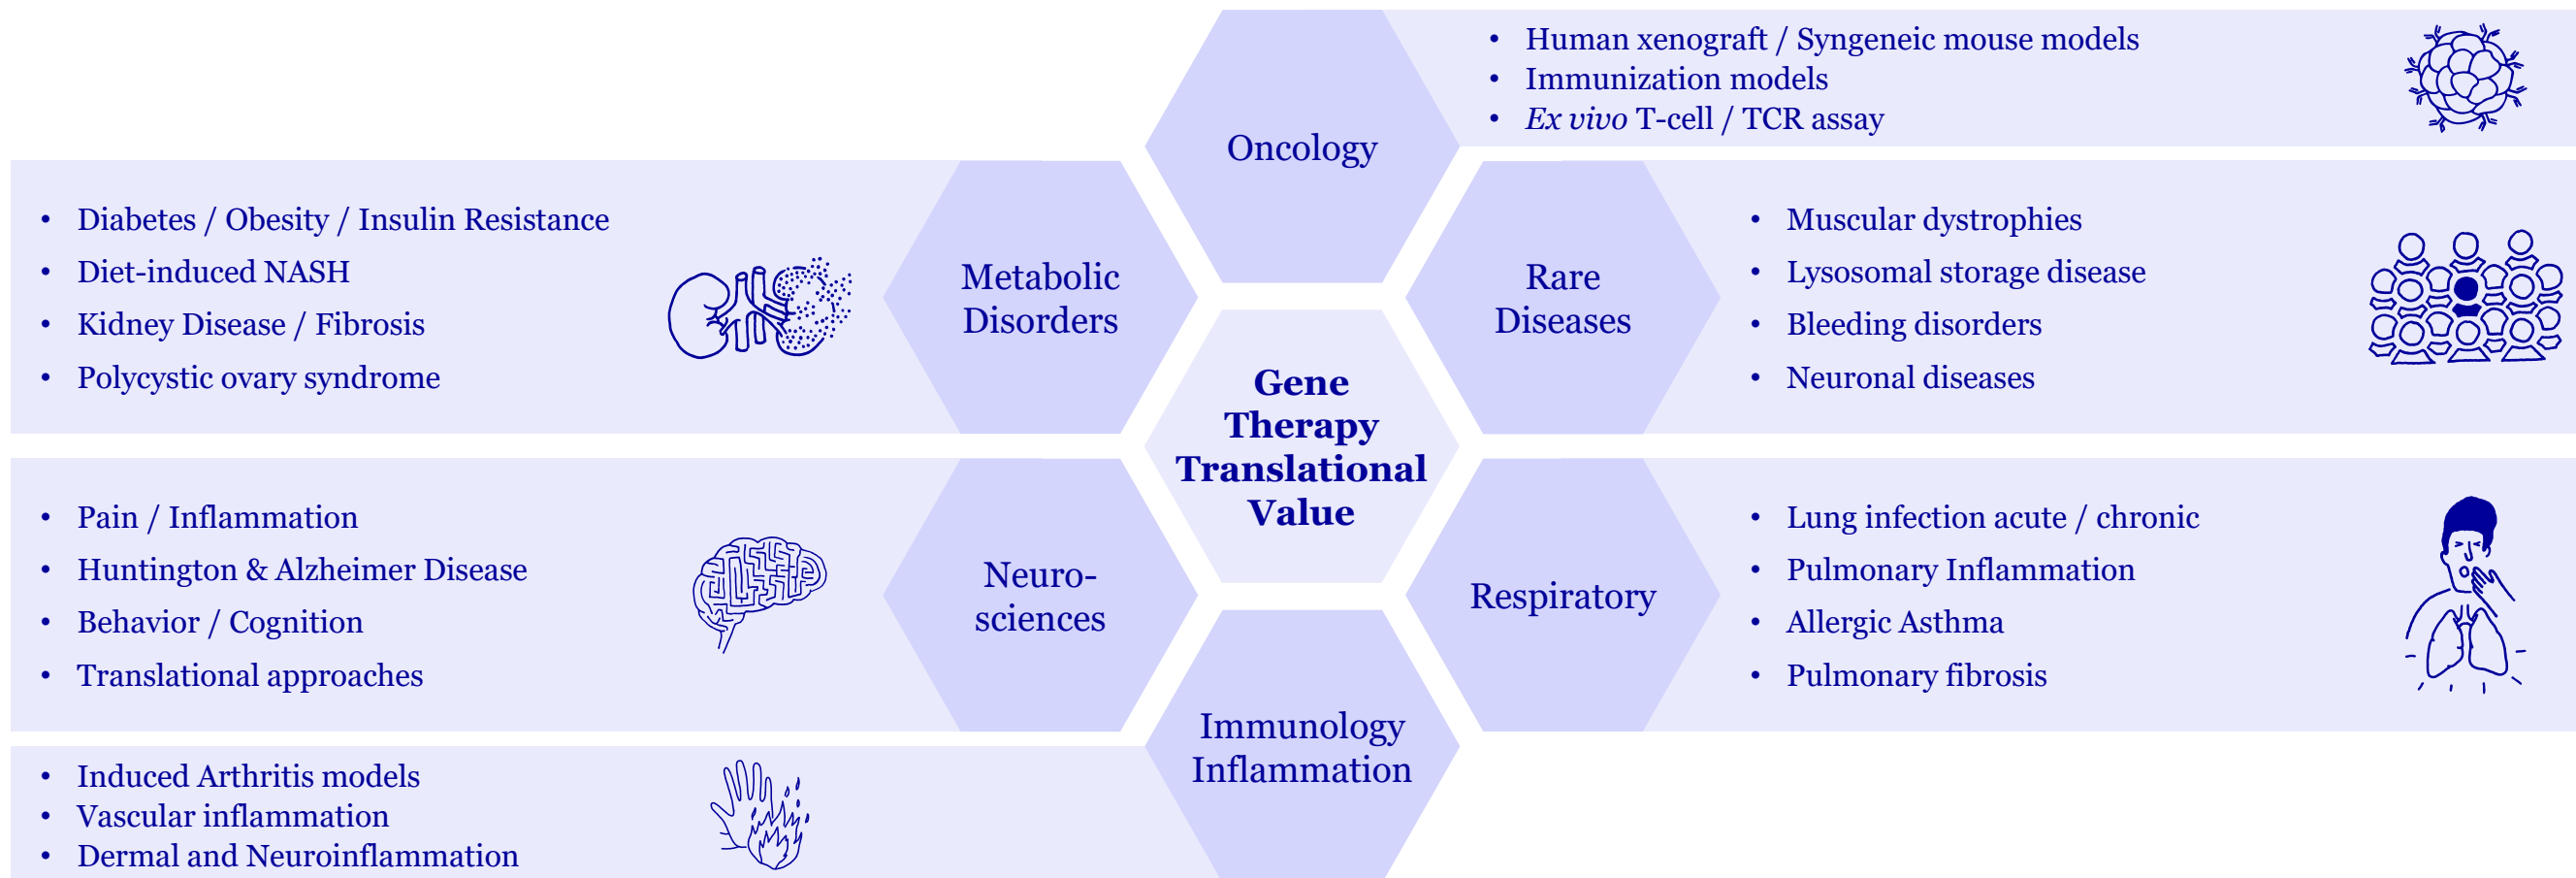 Oncology
• Human xenograft / Syngeneic mouse models
• Immunization models
• Ex vivo T-cell / TCR assay
• Diabetes / Obesity / Insulin Resistance
• Diet-induced NASH
• Kidney Disease / Fibrosis
• Polycystic ovary syndrome
Metabolic
Disorders
Rare
Diseases
• Muscular dystrophies
• Lysosomal storage disease
• Bleeding disorders
• Neuronal diseases
Gene
Therapy
Translational
Value
• Pain / Inflammation
• Huntington & Alzheimer Disease
• Behavior / Cognition
• Translational approaches
Neuro-
sciences
Respiratory
• Lung infection acute / chronic
• Pulmonary Inflammation
• Allergic Asthma
• Pulmonary fibrosis
• Induced Arthritis models
• Vascular inflammation
• Dermal and Neuroinflammation
Immunology
Inflammation